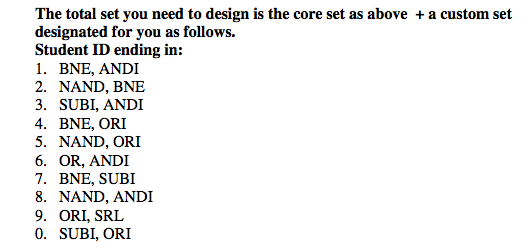 The total set you need to design is the core set as above + a custom set
designated for you as follows.
Student ID ending in:
1. BNE, ANDI
2. NAND, BNE
3. SUBI, ANDI
4. BNE, ORI
5. NAND, ORI
6. OR, ANDI
7. BNE, SUBI
8. NAND, ANDI
9. ORI, SRL
0. SUBI, ORI